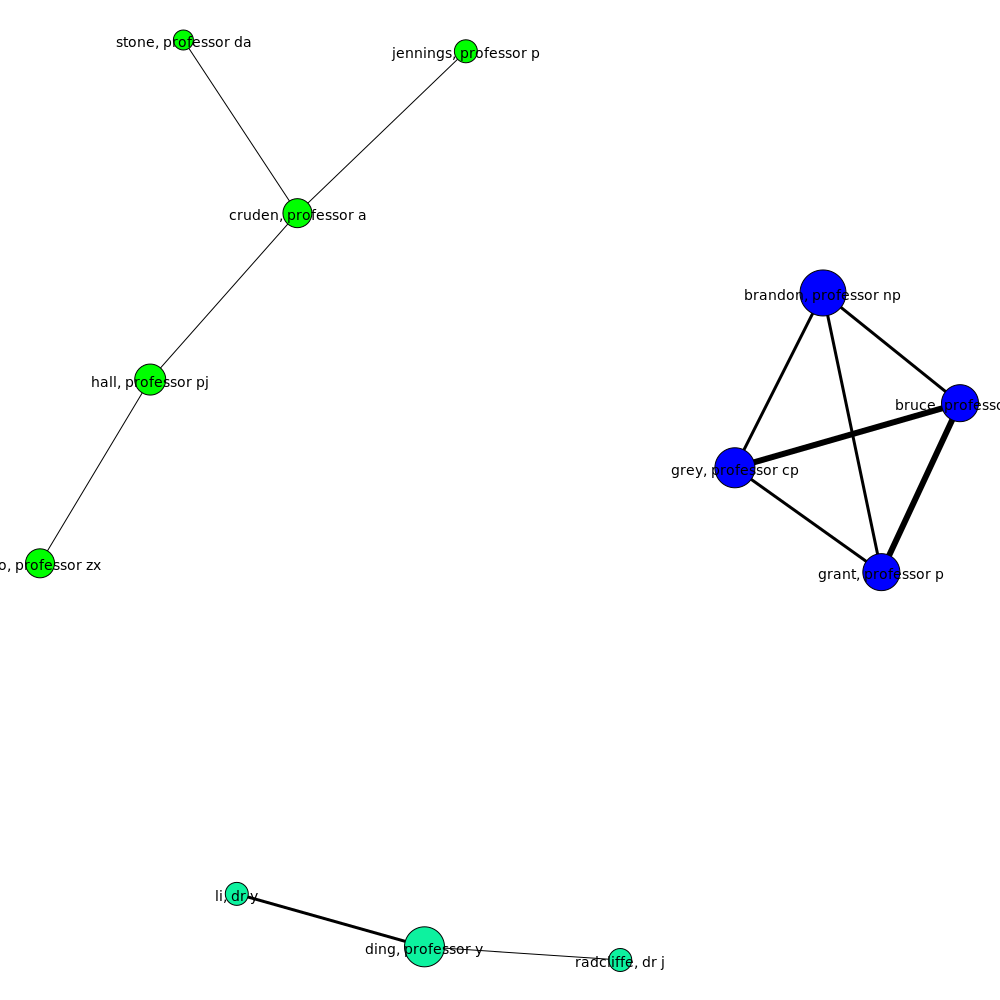 stone, professor da
jennings, professor p
cruden, professor a
brandon, professor np
hall, professor pj
bruce, 
grey, professor cp
professor zx
grant, professor p
li, dr y
ding, professor y
radcliffe, dr j